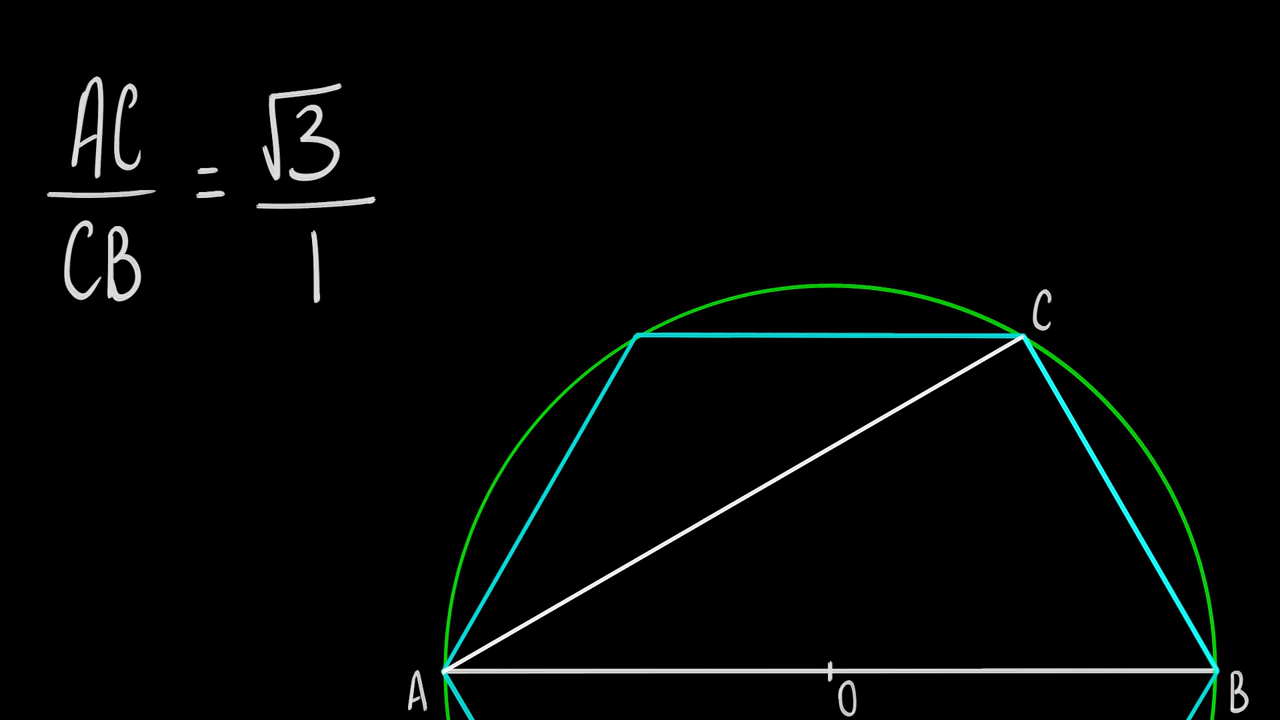 AC/CB = √3/1
C
A
O
B